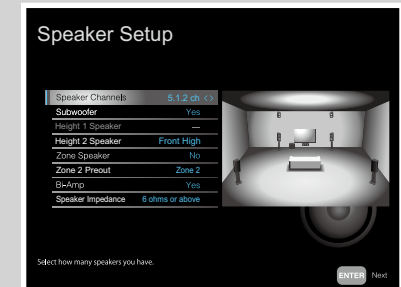 Speaker Setup
Speaker Channels 5.1.2 ch <>
Subwoofer Yes
Height 1 Speaker —
Height 2 Speaker Front High
Zone Speaker No
Zone 2 Preout Zone 2
Bi-Amp Yes
Speaker Impedance 6 ohms or above
Select how many speakers you have.
ENTER Next